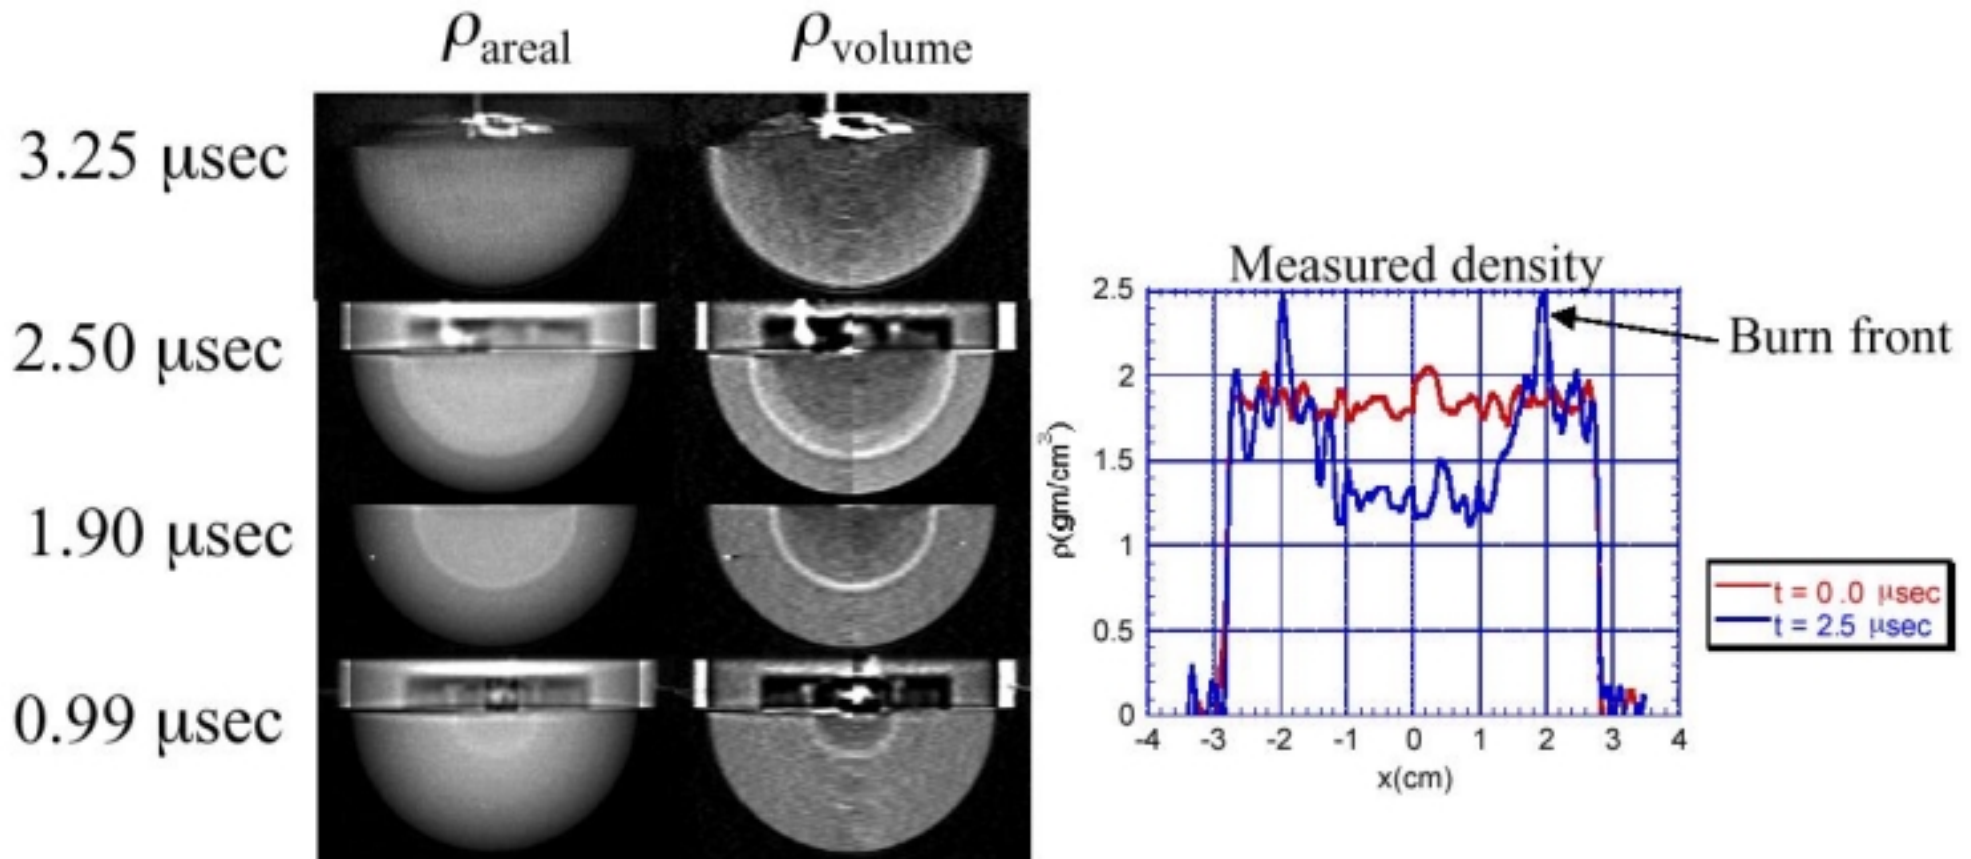 ρareal
ρvolume
3.25 μsec
2.50 μsec
1.90 μsec
0.99 μsec
Measured density
Burn front
2.5
2
1.5
1
0.5
0
ρ(gm/cm³)
-4 -3 -2 -1 0 1 2 3 4
x(cm)
t = 0 .0 μsec
t = 2.5 μsec